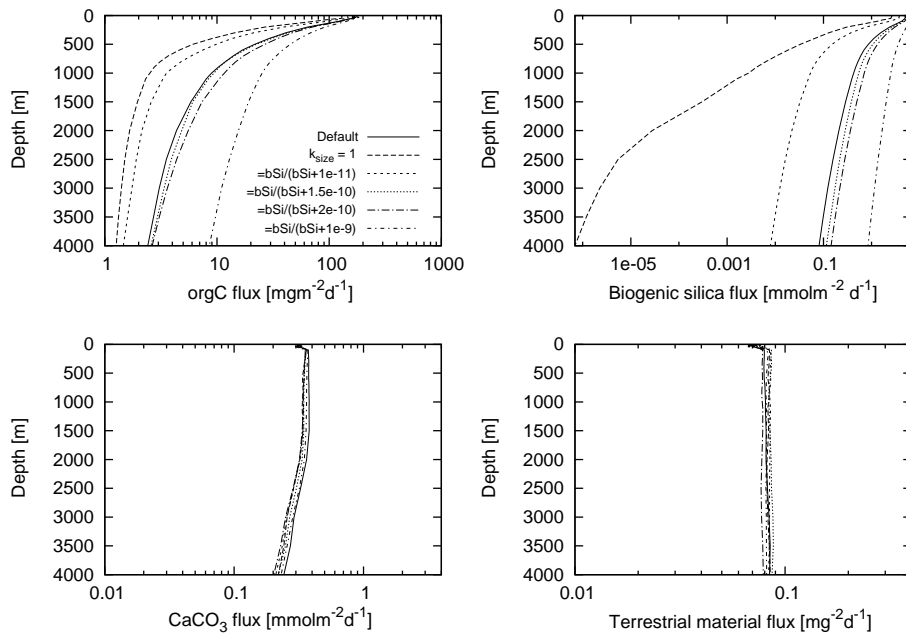 0
500
1000
1500
2000
2500
3000
3500
4000
Depth [m]
Default
k_size = 1
=bSi/(bSi+1e-11)
=bSi/(bSi+1.5e-10)
=bSi/(bSi+2e-10)
=bSi/(bSi+1e-9)
1 10 100 1000
orgC flux [mgm⁻²d⁻¹]
0
500
1000
1500
2000
2500
3000
3500
4000
Depth [m]
1e-05 0.001 0.1
Biogenic silica flux [mmolm⁻² d⁻¹]
0
500
1000
1500
2000
2500
3000
3500
4000
Depth [m]
0.01 0.1 1
CaCO₃ flux [mmolm⁻²d⁻¹]
0
500
1000
1500
2000
2500
3000
3500
4000
Depth [m]
0.01 0.1
Terrestrial material flux [mg⁻²d⁻¹]